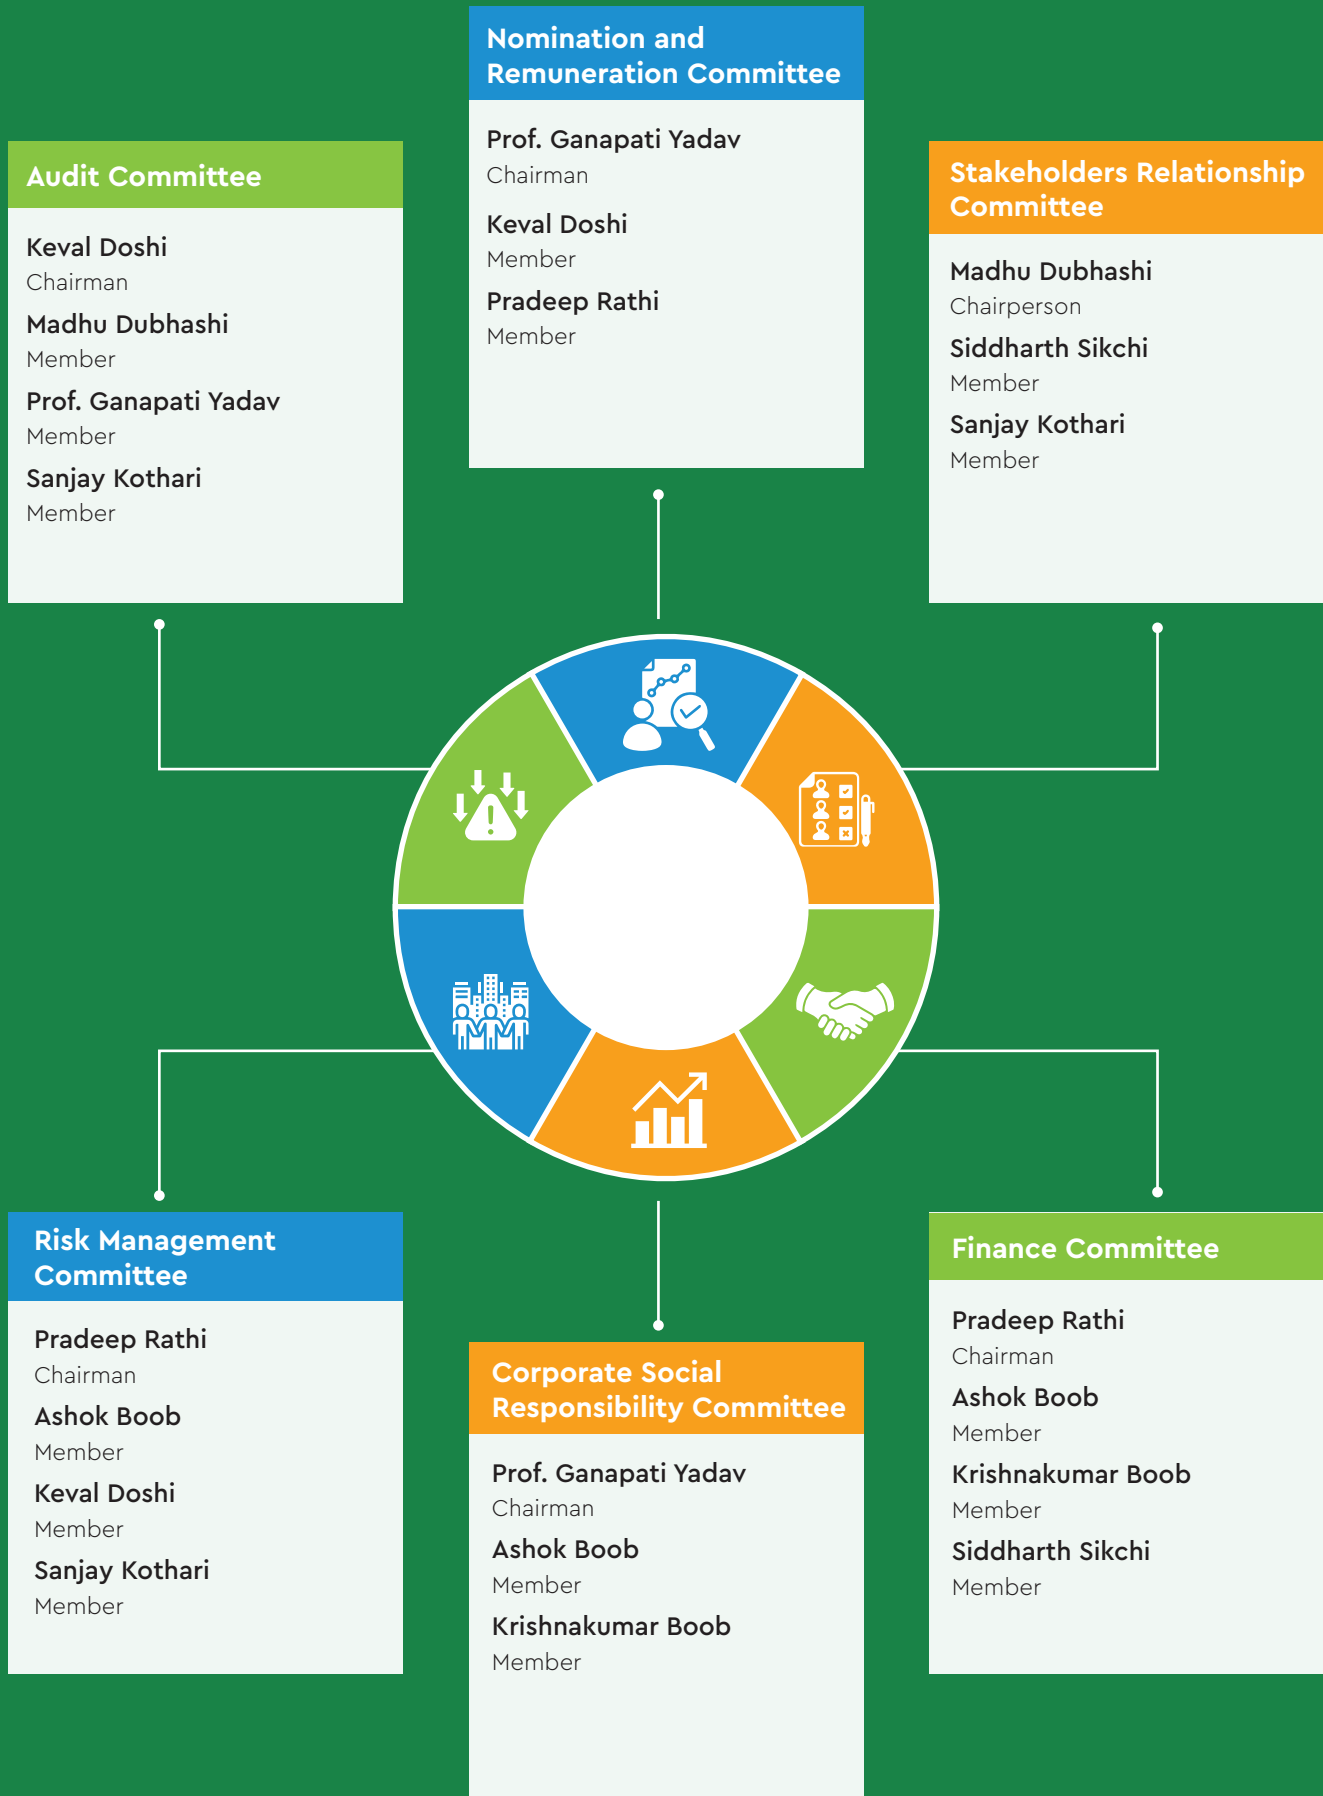 Nomination and
Remuneration Committee
Prof. Ganapati Yadav
Chairman
Keval Doshi
Member
Pradeep Rathi
Member
Audit Committee
Keval Doshi
Chairman
Madhu Dubhashi
Member
Prof. Ganapati Yadav
Member
Sanjay Kothari
Member
Stakeholders Relationship
Committee
Madhu Dubhashi
Chairperson
Siddharth Sikchi
Member
Sanjay Kothari
Member
Risk Management
Committee
Pradeep Rathi
Chairman
Ashok Boob
Member
Keval Doshi
Member
Sanjay Kothari
Member
Corporate Social
Responsibility Committee
Prof. Ganapati Yadav
Chairman
Ashok Boob
Member
Krishnakumar Boob
Member
Finance Committee
Pradeep Rathi
Chairman
Ashok Boob
Member
Krishnakumar Boob
Member
Siddharth Sikchi
Member